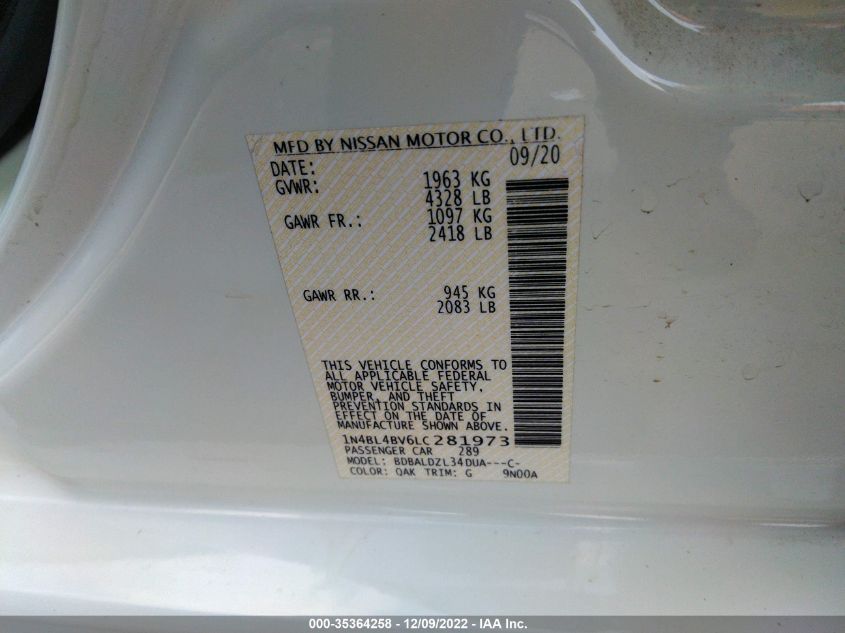 MFD BY NISSAN MOTOR CO., LTD.
DATE: 09/20
GVWR: 1963 KG
4328 LB
GAWR FR.: 1097 KG
2418 LB
GAWR RR.: 945 KG
2083 LB
THIS VEHICLE CONFORMS TO
ALL APPLICABLE FEDERAL
MOTOR VEHICLE SAFETY,
BUMPER, AND THEFT
PREVENTION STANDARDS IN
EFFECT ON THE DATE OF
MANUFACTURE SHOWN ABOVE.
1N4BL4BV6LC281973
PASSENGER CAR 289
MODEL: BDBALDZL34DUA---C-
COLOR: QAK TRIM: G 9N00A
000-35364258 - 12/09/2022 - IAA Inc.